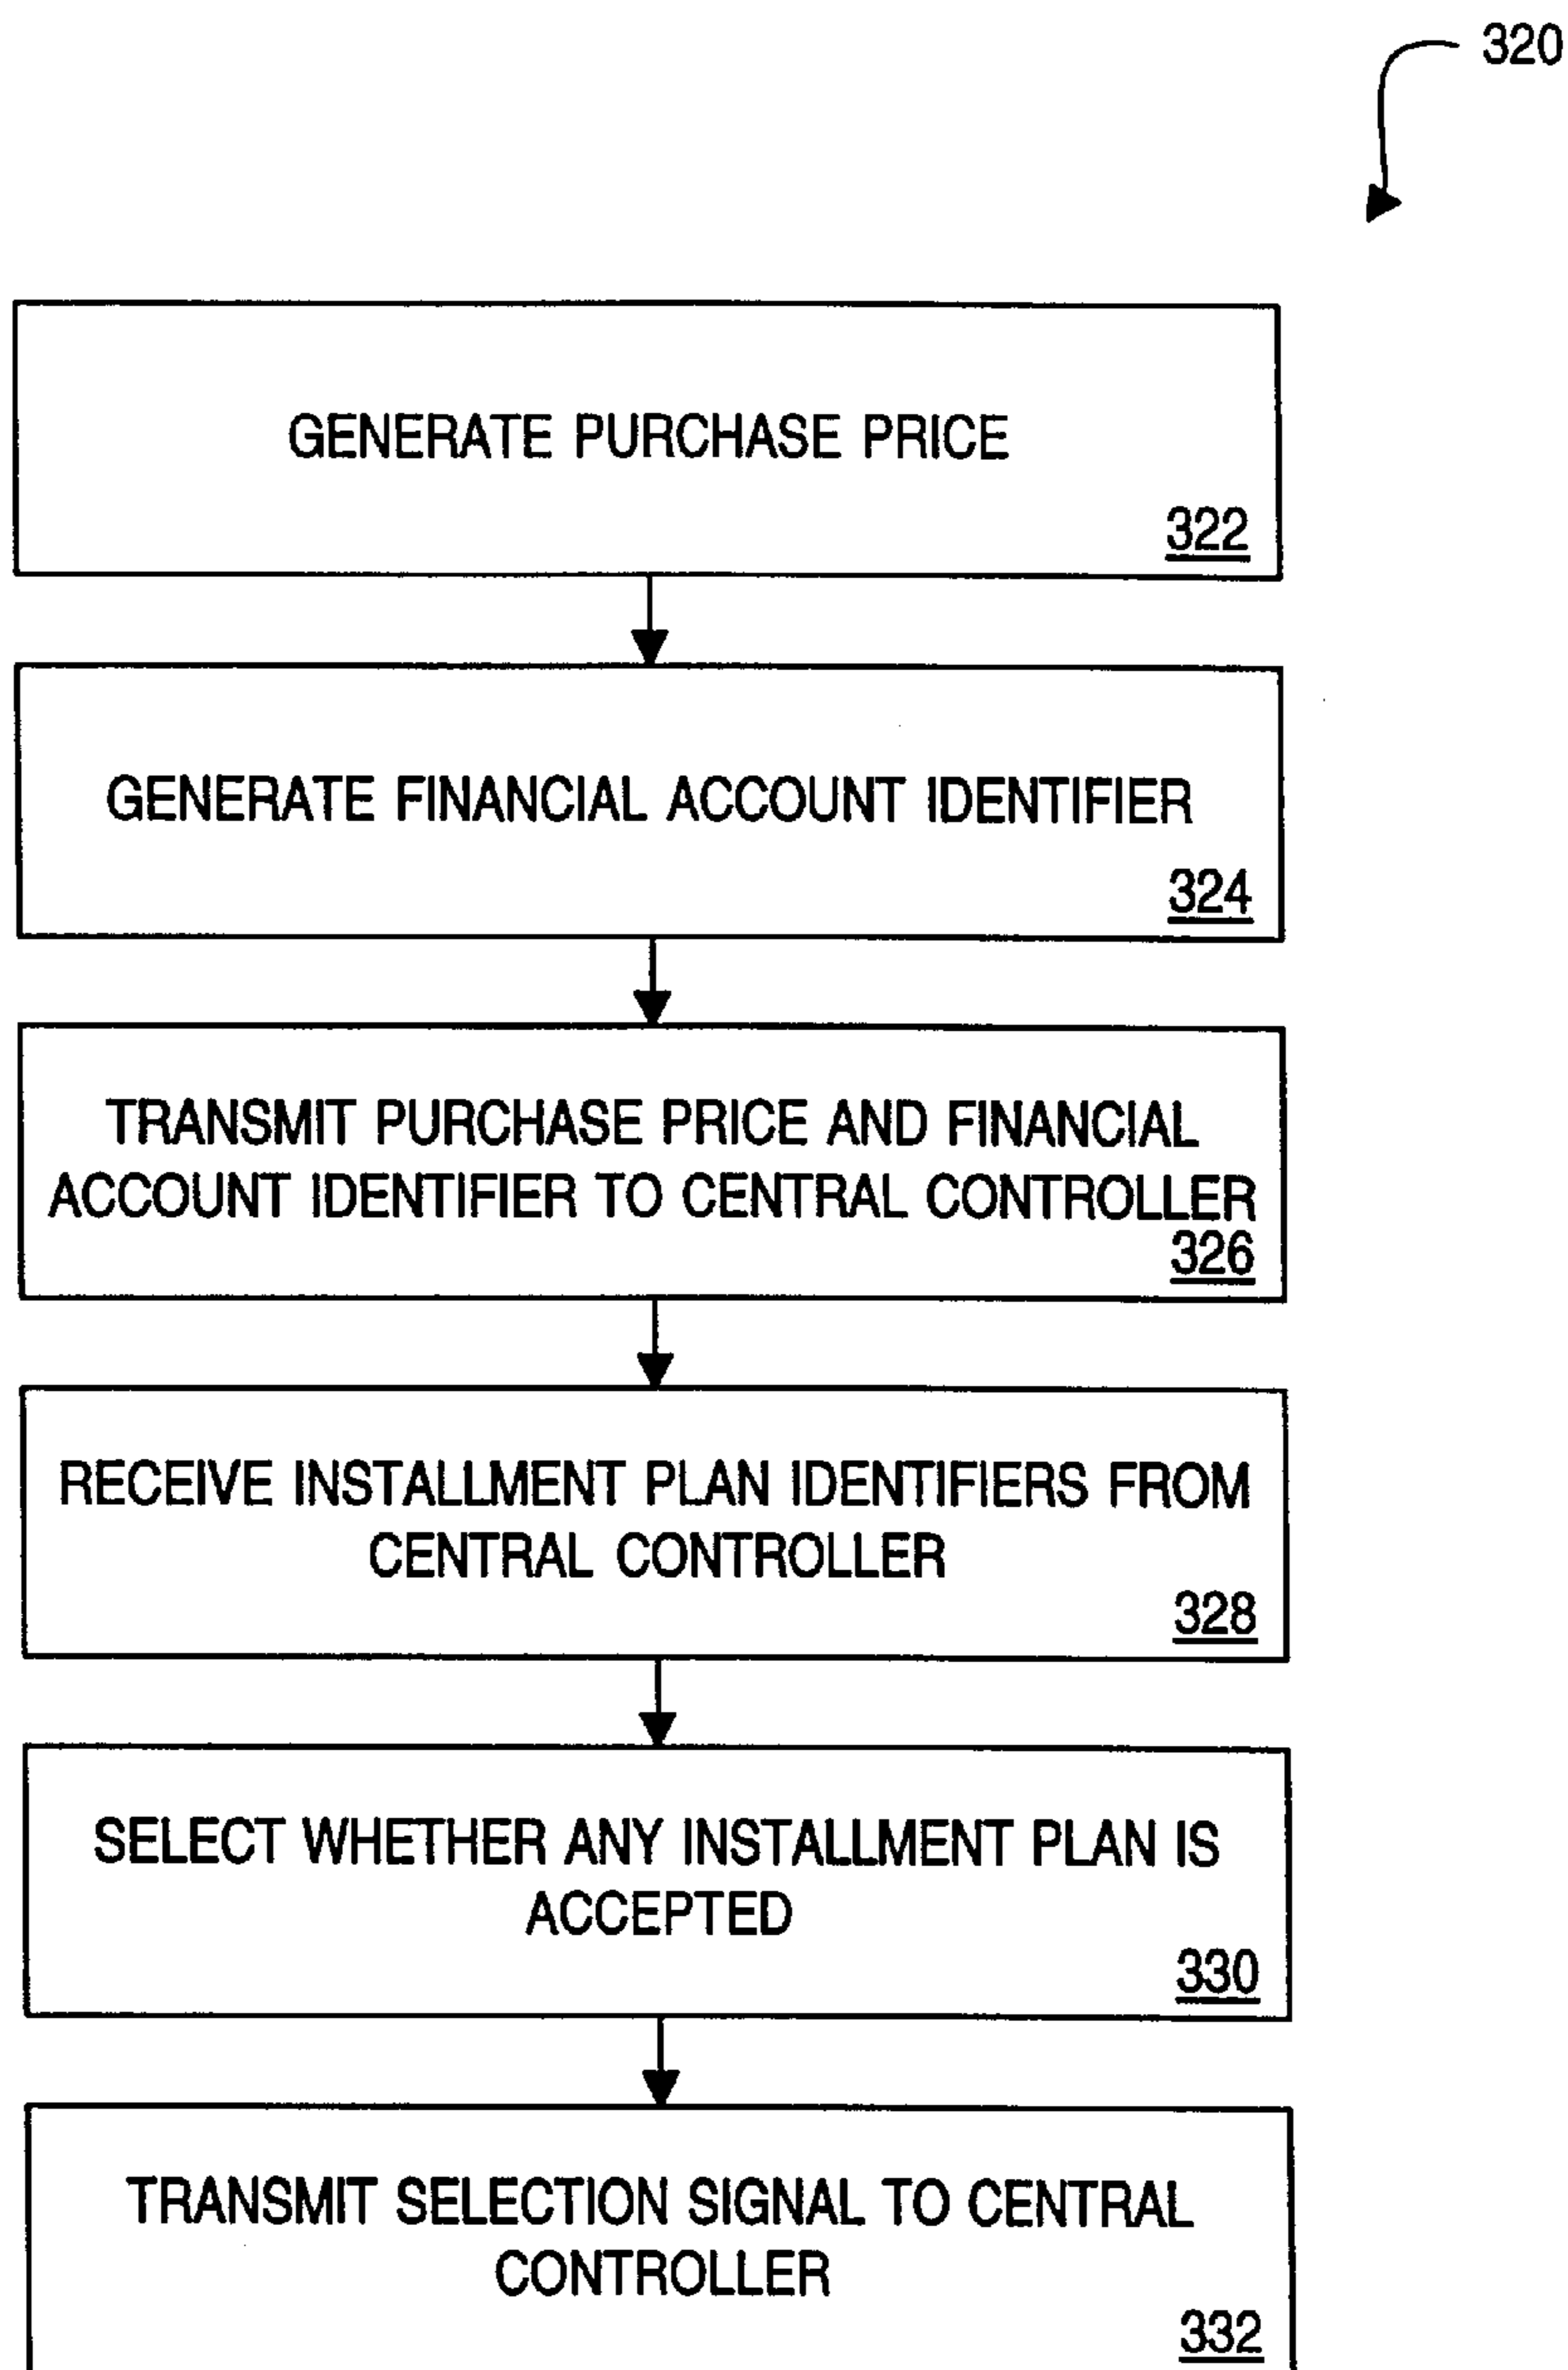 320
GENERATE PURCHASE PRICE
322
GENERATE FINANCIAL ACCOUNT IDENTIFIER
324
TRANSMIT PURCHASE PRICE AND FINANCIAL
ACCOUNT IDENTIFIER TO CENTRAL CONTROLLER
326
RECEIVE INSTALLMENT PLAN IDENTIFIERS FROM
CENTRAL CONTROLLER
328
SELECT WHETHER ANY INSTALLMENT PLAN IS
ACCEPTED
330
TRANSMIT SELECTION SIGNAL TO CENTRAL
CONTROLLER
332